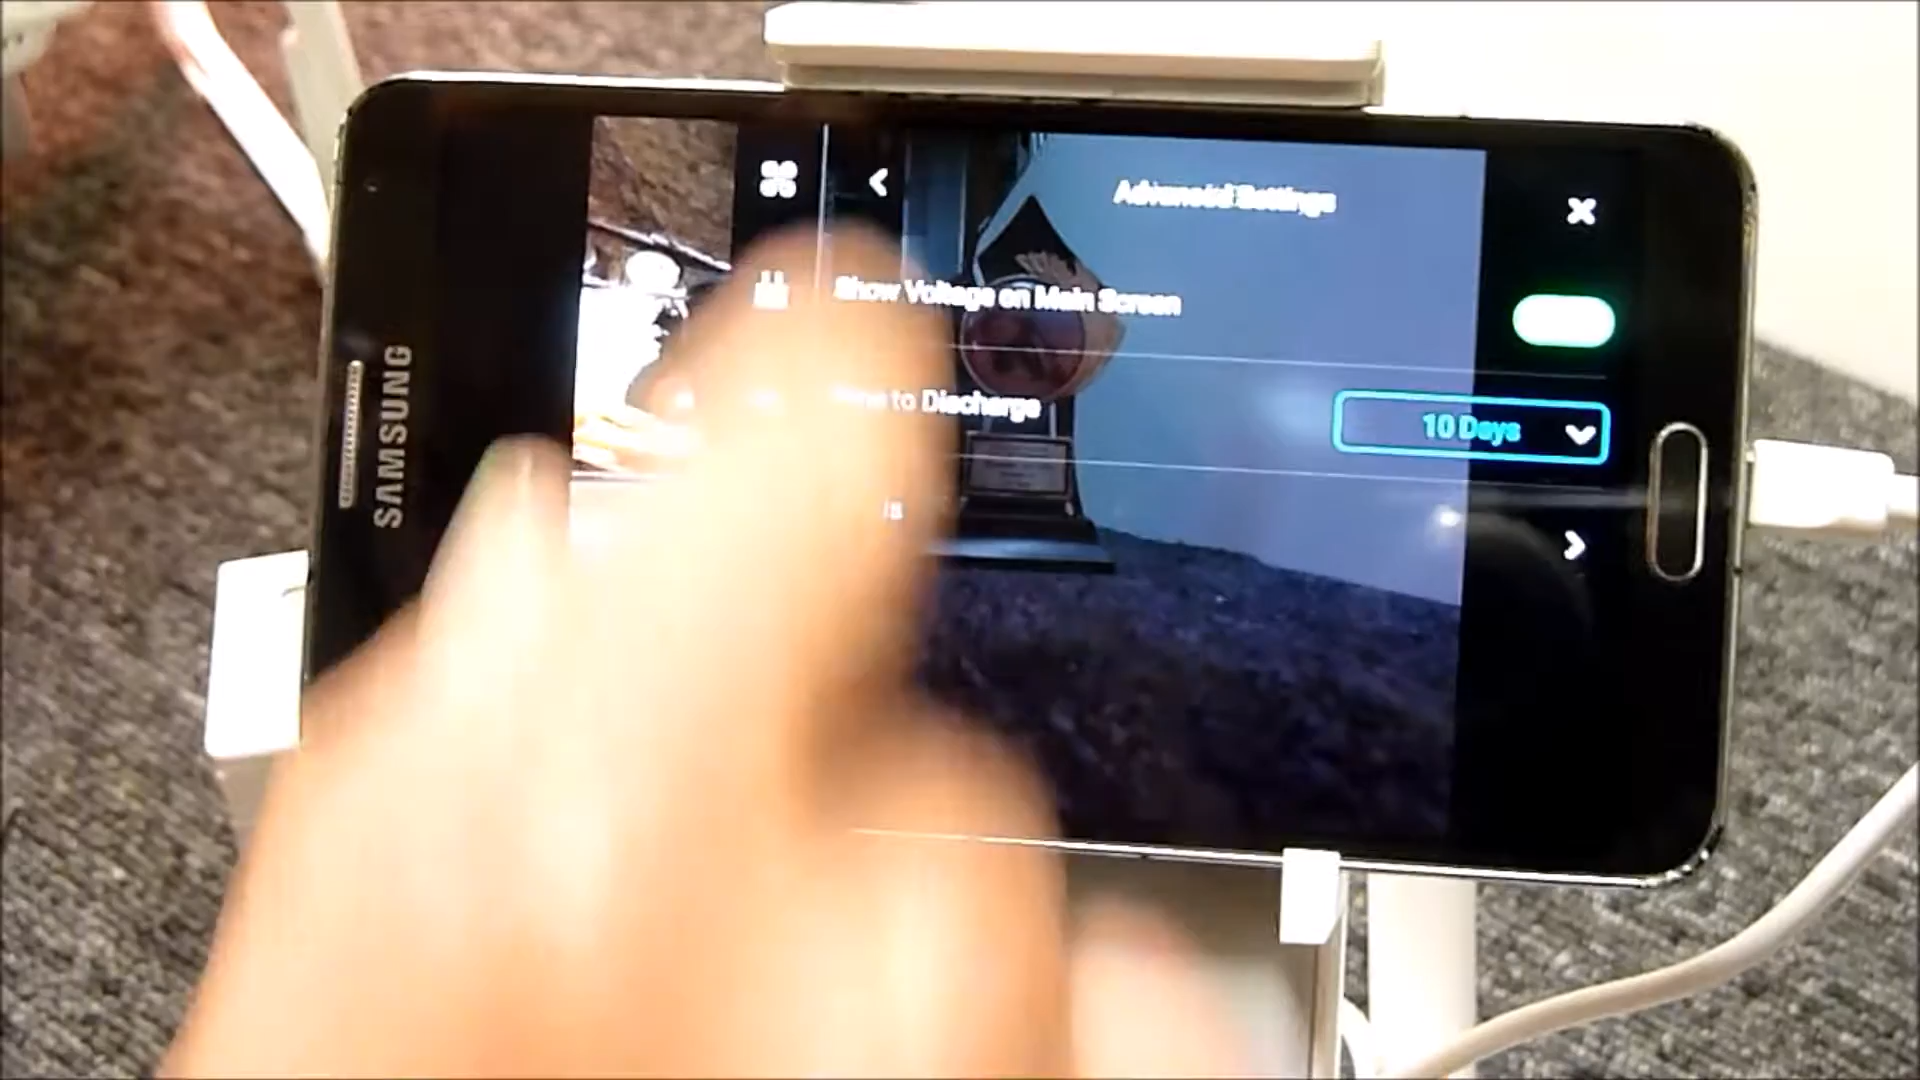 SAMSUNG
Advanced Settings
Show Voltage on Main Screen
to Discharge
10 Days